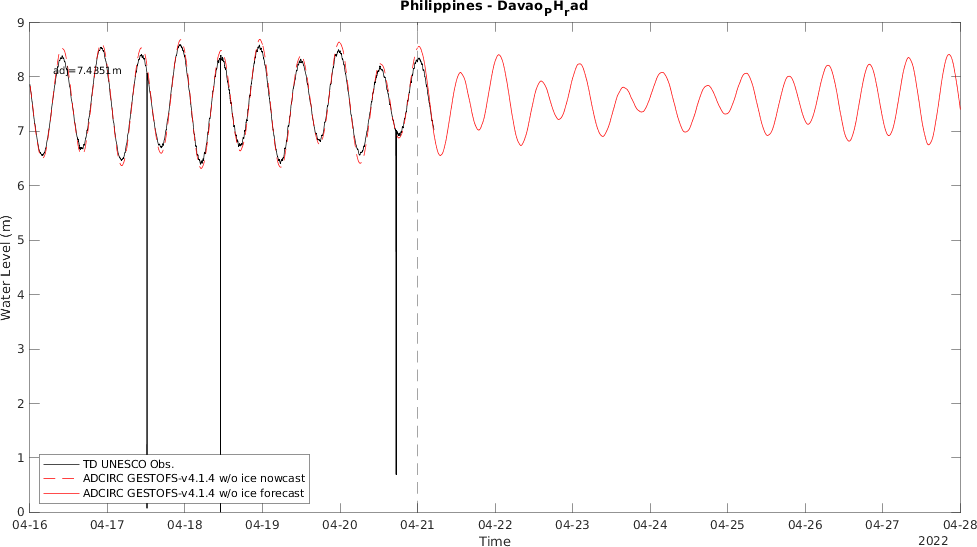 Philippines - Davao_PH_rad
9
8
7
6
5
4
3
2
1
0
Water Level (m)
adj=7.4351m
TD UNESCO Obs.
ADCIRC GESTOFS-v4.1.4 w/o ice nowcast
ADCIRC GESTOFS-v4.1.4 w/o ice forecast
04-16 04-17 04-18 04-19 04-20 04-21 04-22 04-23 04-24 04-25 04-26 04-27 04-28
Time
2022